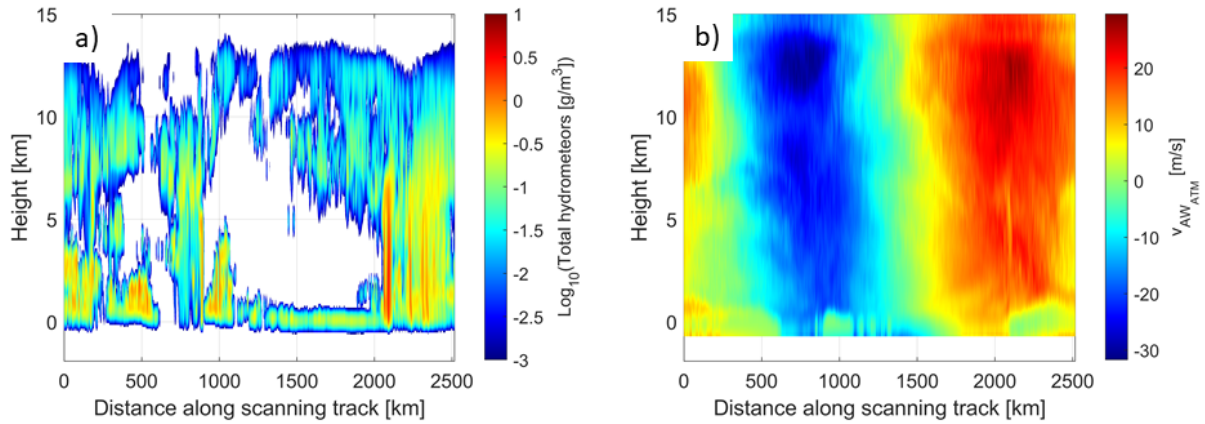 a)
15
10
5
0
Height [km]
0 500 1000 1500 2000 2500
Distance along scanning track [km]
1
0.5
0
-0.5
-1
-1.5
-2
-2.5
-3
Log10(Total hydrometeors [g/m3]
b)
15
10
5
0
Height [km]
0 500 1000 1500 2000 2500
Distance along scanning track [km]
20
10
0
-10
-20
-30
vAWATM [m/s]